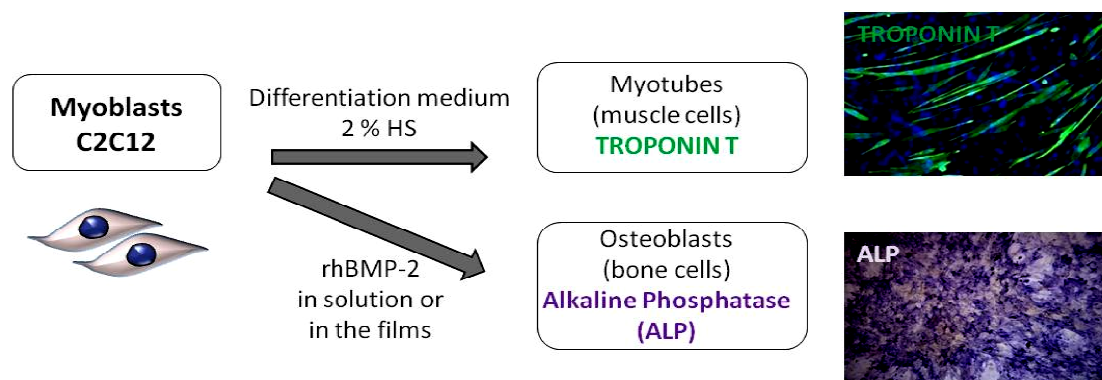 Myoblasts
C2C12
Differentiation medium
2 % HS
Myotubes
(muscle cells)
TROPONIN T
TROPONIN T
rhBMP-2
in solution or
in the films
Osteoblasts
(bone cells)
Alkaline Phosphatase
(ALP)
ALP